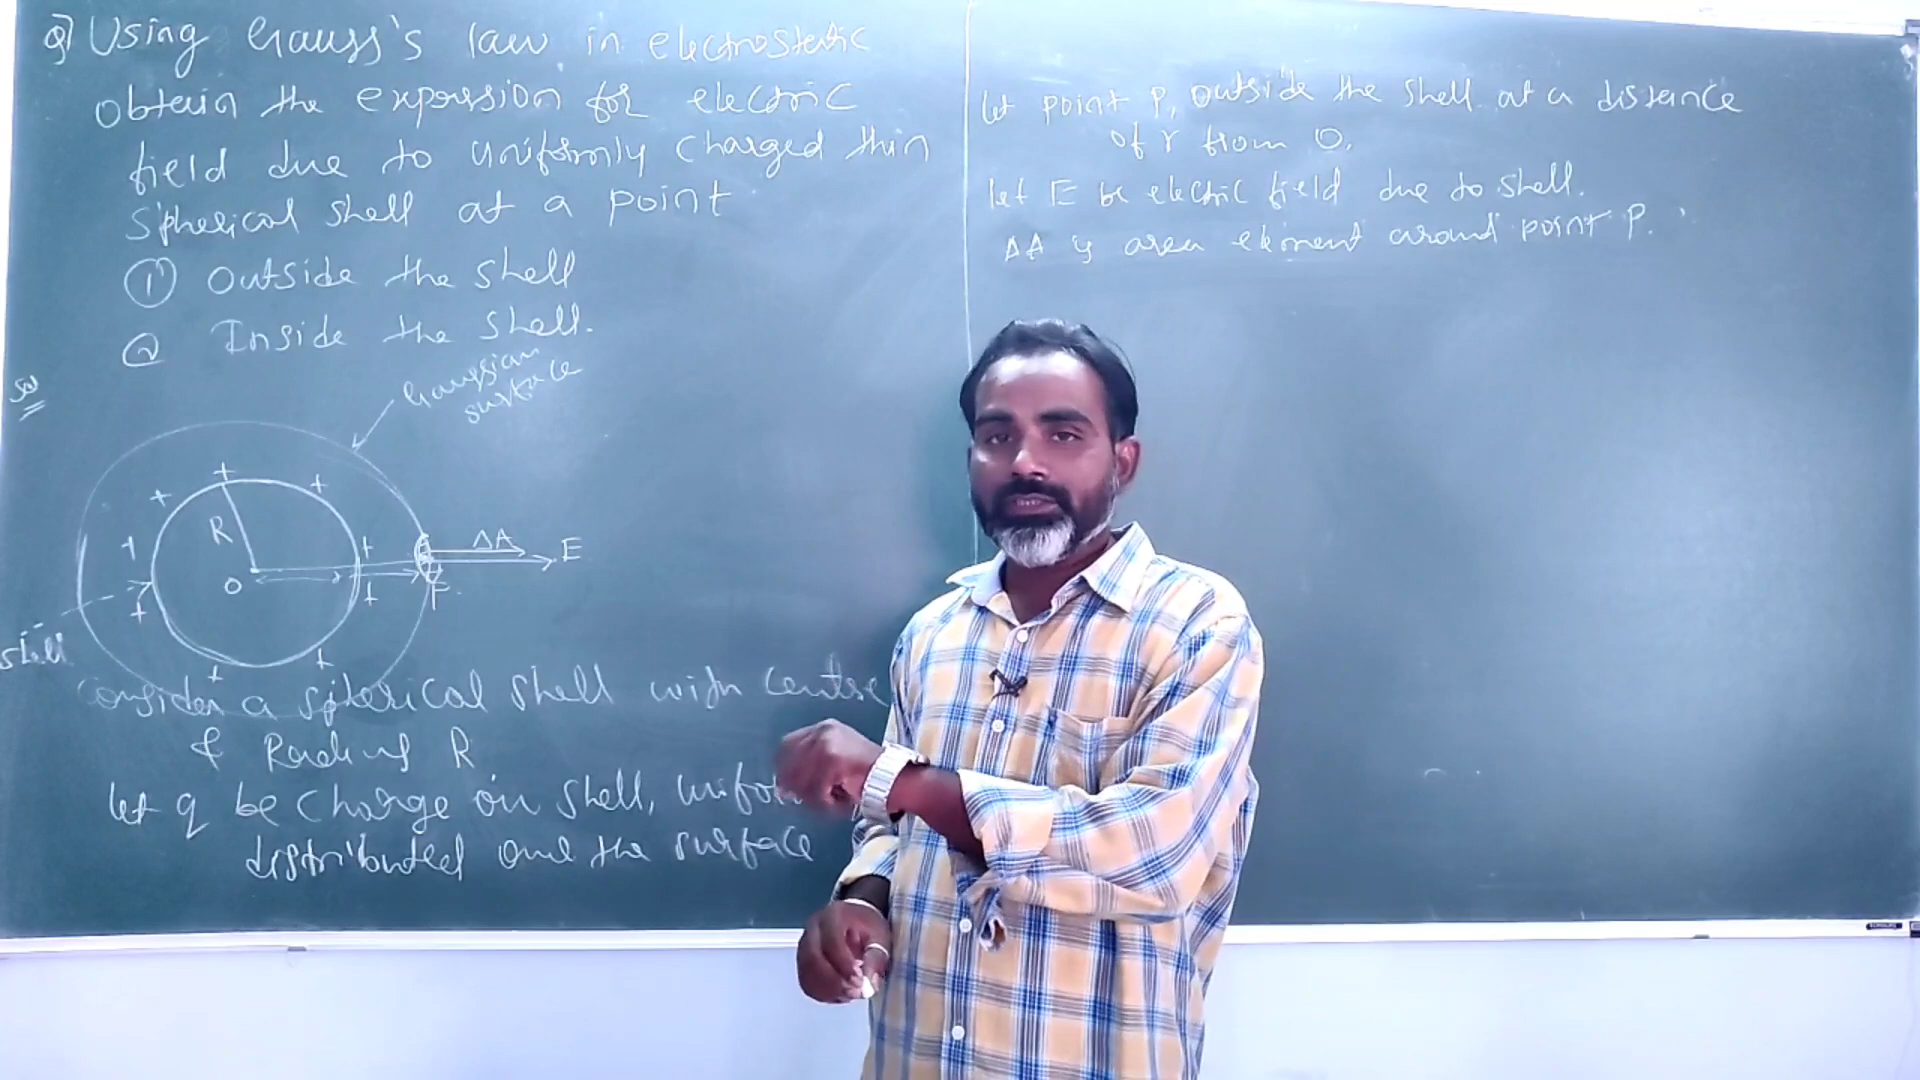 Q] Using Gauss's law in electrostatic
obtain the expression for electric
field due to uniformly charged thin
spherical shell at a point
① Outside the shell
② Inside the shell.
Sol
Gaussian
surface
R
O
ΔA
E
P
shell
Consider a spherical shell with centre
& Radius R
let q be charge on shell,
distributed the surface
let point P, outside the shell at a distance
of r from O.
let E be electric field due to shell.
ΔA is area element around point P.